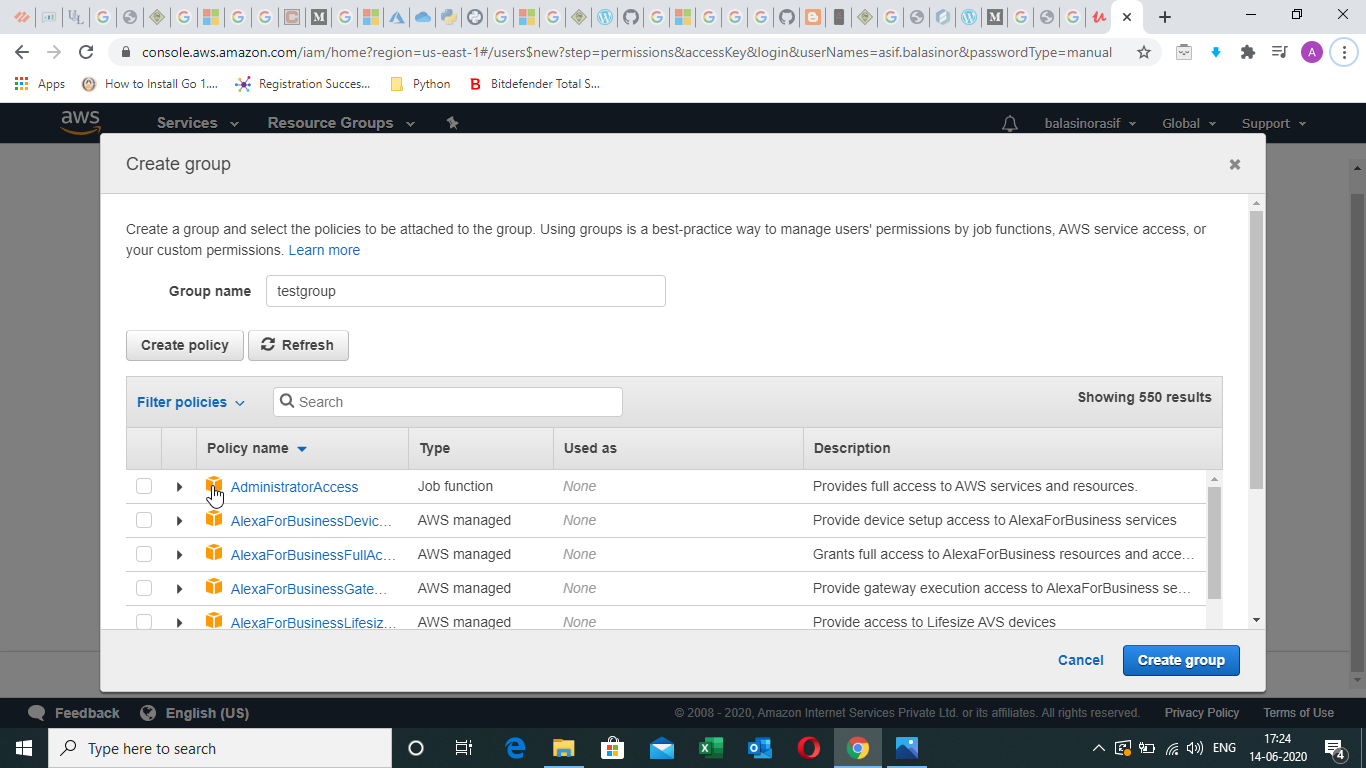 console.aws.amazon.com/iam/home?region=us-east-1#/users$new?step=permissions&accessKey&login&userNames=asif.balasinor&passwordType=manual
A
Apps How to Install Go 1.... Registration Succes... Python B Bitdefender Total S...
aws Services Resource Groups balasinorasif Global Support
Create group
Create a group and select the policies to be attached to the group. Using groups is a best-practice way to manage users' permissions by job functions, AWS service access, or
your custom permissions. Learn more
Group name testgroup
Create policy Refresh
Filter policies Search Showing 550 results
Policy name Type Used as Description
AdministratorAccess Job function None Provides full access to AWS services and resources.
AlexaForBusinessDevic... AWS managed None Provide device setup access to AlexaForBusiness services
AlexaForBusinessFullAc... AWS managed None Grants full access to AlexaForBusiness resources and acce...
AlexaForBusinessGate... AWS managed None Provide gateway execution access to AlexaForBusiness se...
AlexaForBusinessLifesiz... AWS managed None Provide access to Lifesize AVS devices
Cancel Create group
Feedback English (US) © 2008 - 2020, Amazon Internet Services Private Ltd. or its affiliates. All rights reserved. Privacy Policy Terms of Use
Type here to search ENG 17:24
14-06-2020 4